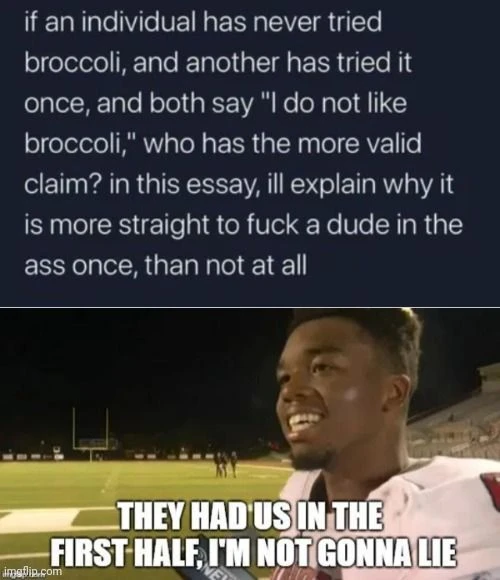 if an individual has never tried
broccoli, and another has tried it
once, and both say "I do not like
broccoli," who has the more valid
claim? in this essay, ill explain why it
is more straight to fuck a dude in the
ass once, than not at all
THEY HAD US IN THE
FIRST HALF, I'M NOT GONNA LIE
imgflip.com